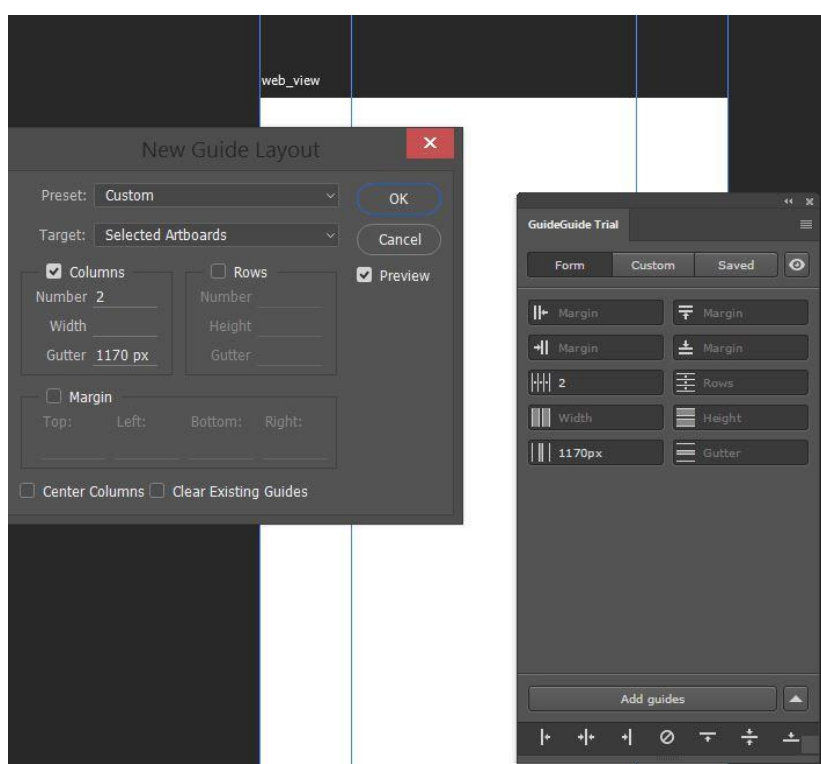 web_view
New Guide Layout
Preset: Custom
OK
Target: Selected Artboards
Cancel
Columns
Rows
Preview
Number 2
Number
Width
Height
Gutter 1170 px
Gutter
Margin
Top: Left: Bottom: Right:
Center Columns Clear Existing Guides
GuideGuide Trial
Form Custom Saved
Margin Margin
Margin Margin
2 Rows
Width Height
1170px Gutter
Add guides